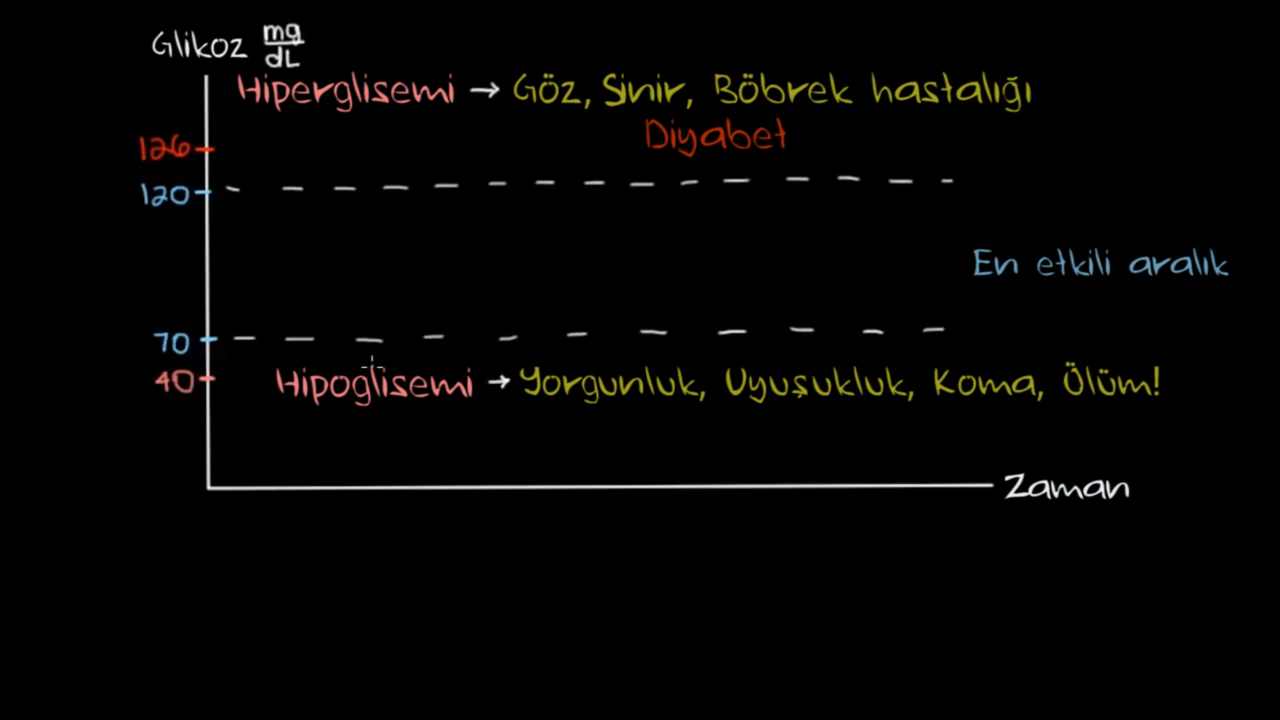 Glikoz mg/dL
Hiperglisemi → Göz, Sinir, Böbrek hastalığı
Diyabet
126
120
En etkili aralık
70
40 Hipoglisemi → Yorgunluk, Uyuşukluk, Koma, Ölüm!
Zaman